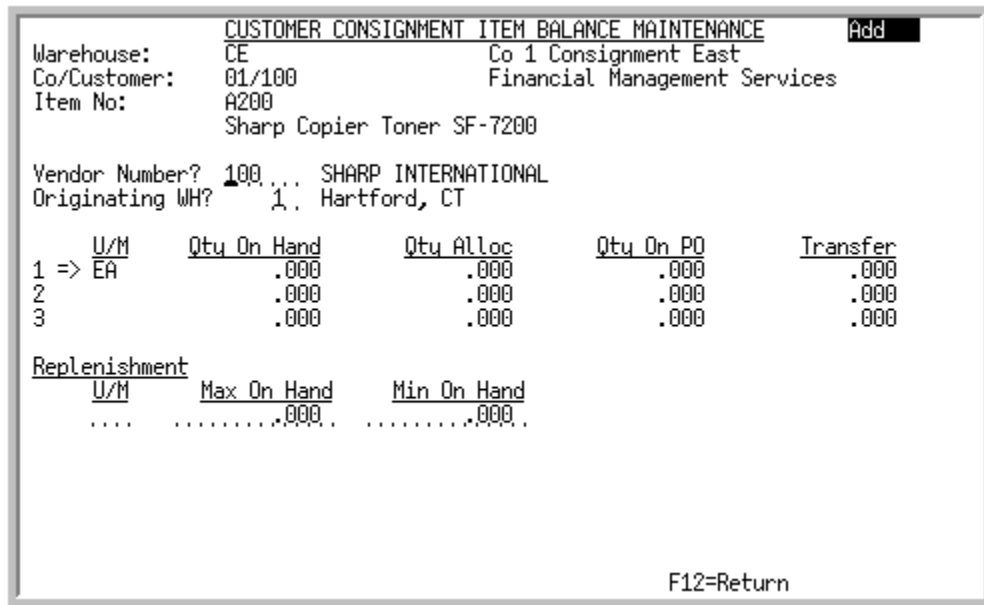 CUSTOMER CONSIGNMENT ITEM BALANCE MAINTENANCE Add
Warehouse: CE Co 1 Consignment East
Co/Customer: 01/100 Financial Management Services
Item No: A200
Sharp Copier Toner SF-7200
Vendor Number? 100.... SHARP INTERNATIONAL
Originating WH? 1. Hartford, CT
U/M Qty On Hand Qty Alloc Qty On PO Transfer
1 => EA .000 .000 .000 .000
2 .000 .000 .000 .000
3 .000 .000 .000 .000
Replenishment
U/M Max On Hand Min On Hand
.... ..........000. ..........000.
F12=Return